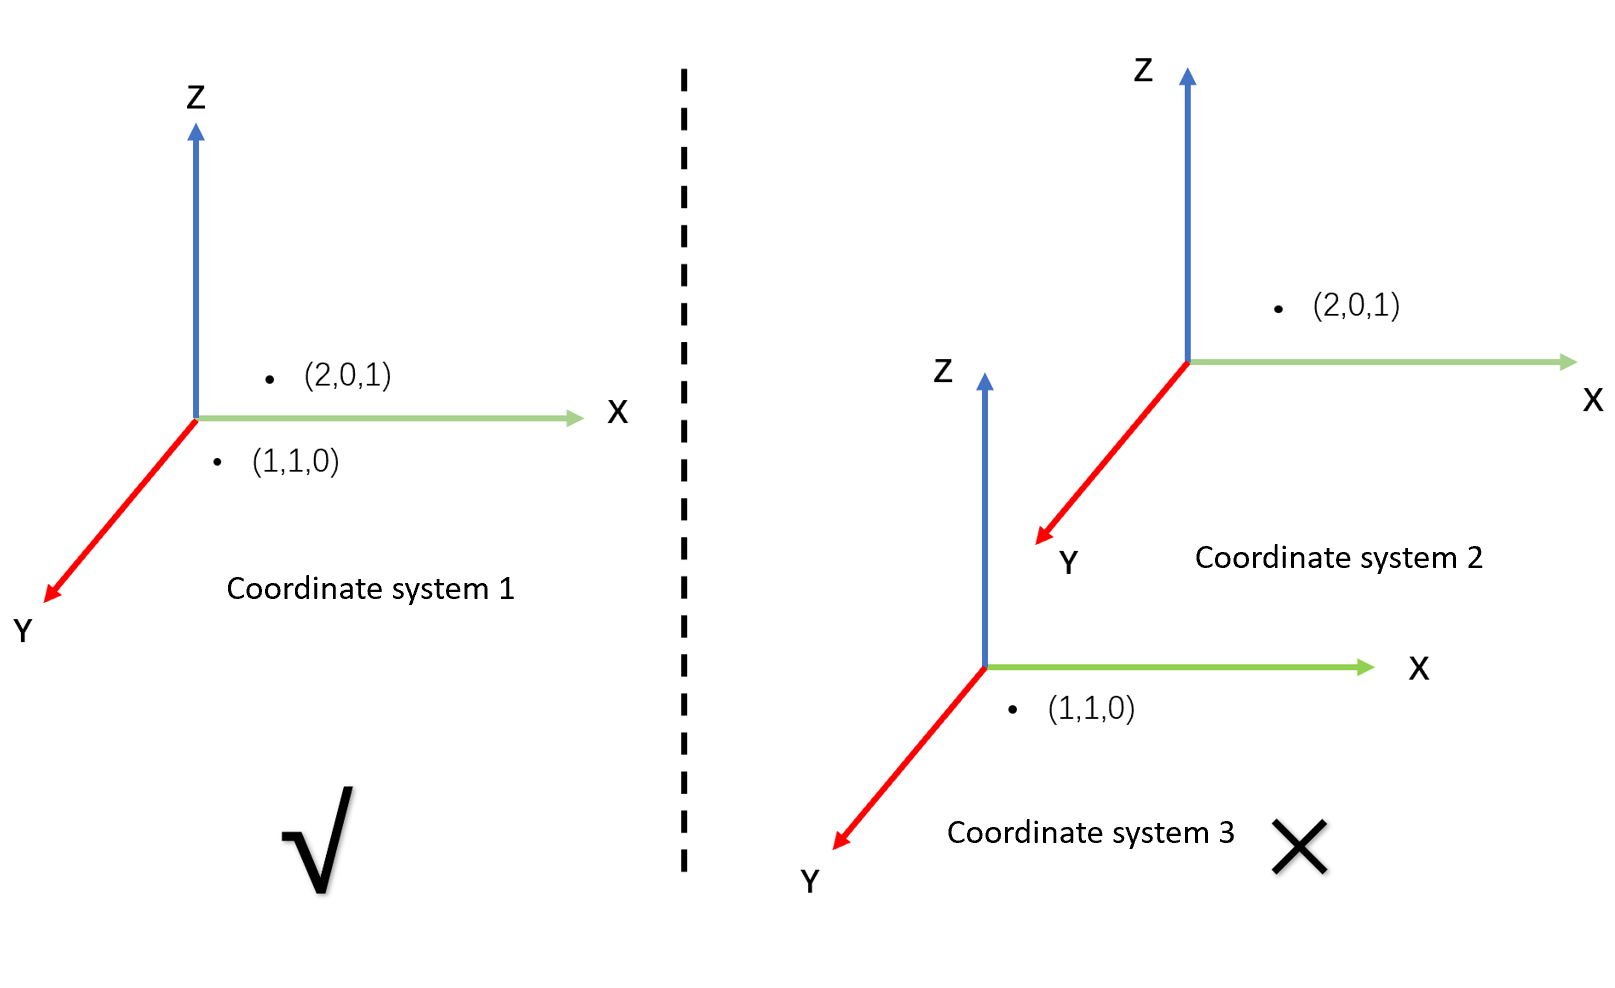 Z
(2,0,1)
X
(1,1,0)
Coordinate system 1
Y
√
Z
(2,0,1)
X
Y
Coordinate system 2
Z
X
(1,1,0)
Coordinate system 3
×
Y